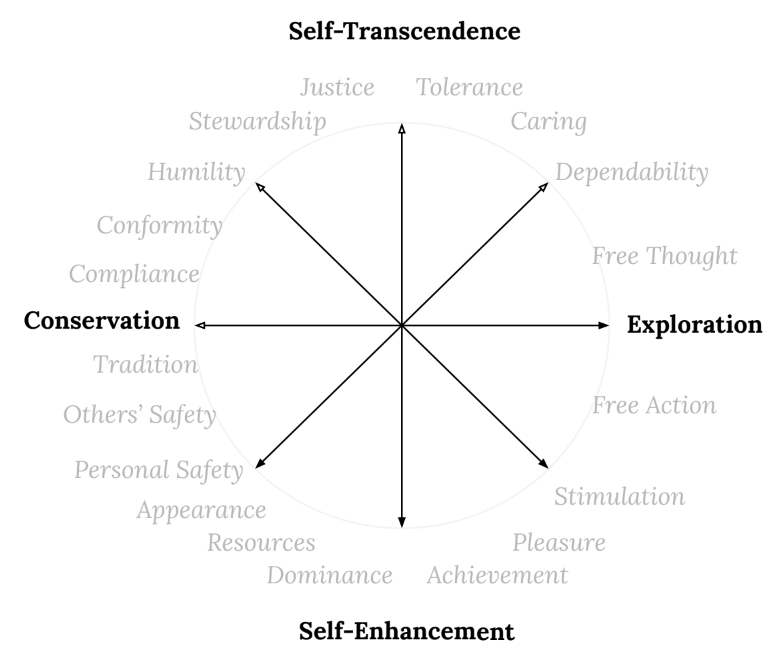 Self-Transcendence
Justice
Tolerance
Stewardship
Caring
Humility
Dependability
Conformity
Free Thought
Compliance
Conservation
Exploration
Tradition
Free Action
Others’ Safety
Personal Safety
Stimulation
Appearance
Resources
Pleasure
Dominance
Achievement
Self-Enhancement